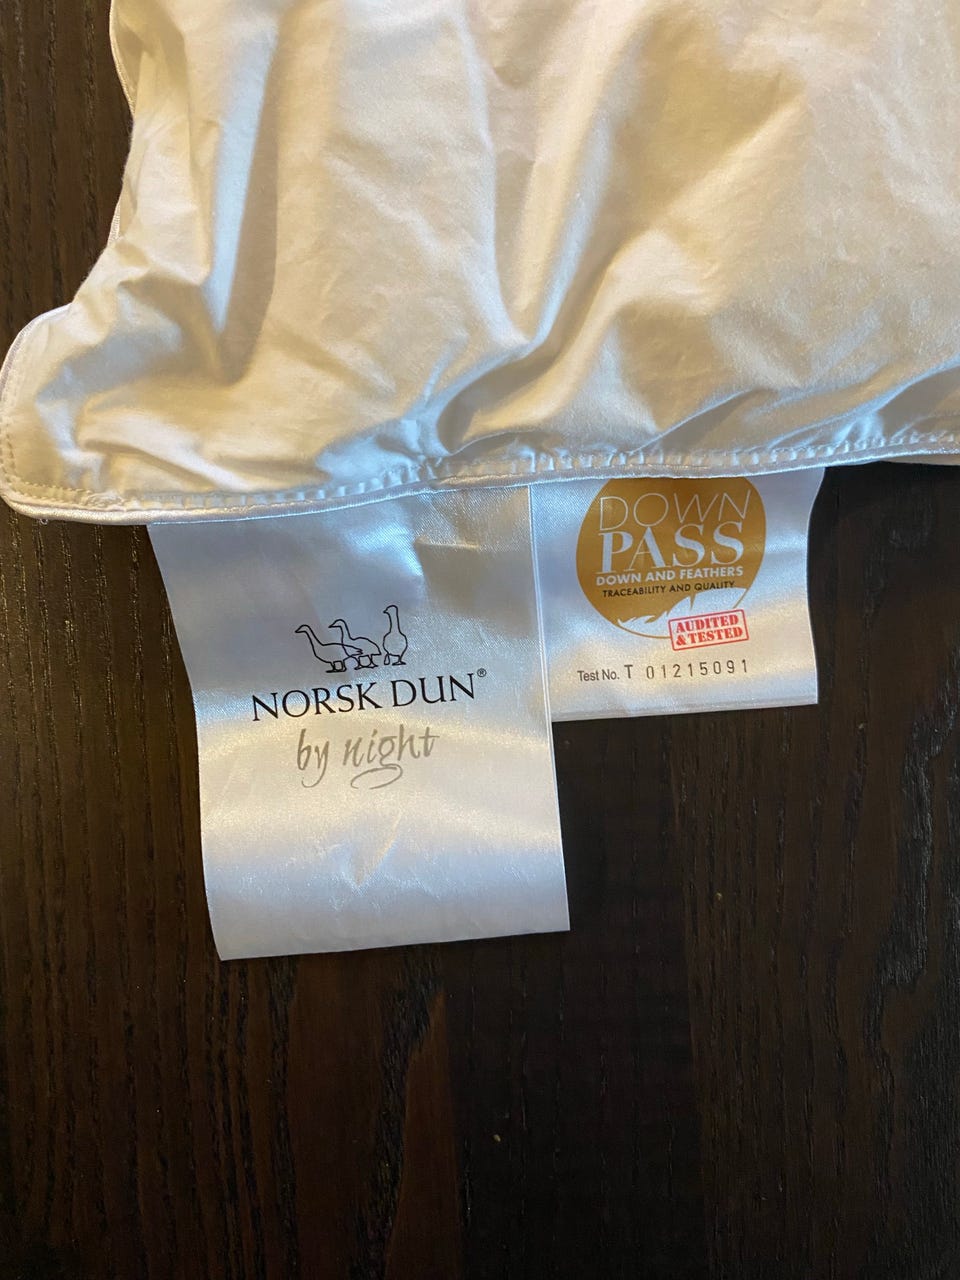 NORSK DUN®
by night
DOWN
PASS
DOWN AND FEATHERS
TRACEABILITY AND QUALITY
AUDITED
& TESTED
Test No. T 01215091